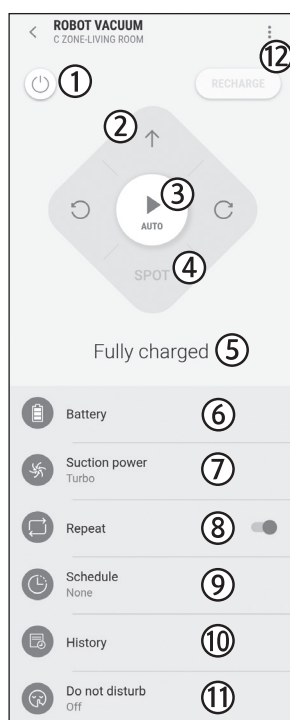 ROBOT VACUUM
C ZONE-LIVING ROOM
⑫
① RECHARGE
②
③
AUTO
SPOT ④
Fully charged ⑤
Battery ⑥
Suction power ⑦
Turbo
Repeat ⑧
Schedule ⑨
None
History ⑩
Do not disturb ⑪
Off